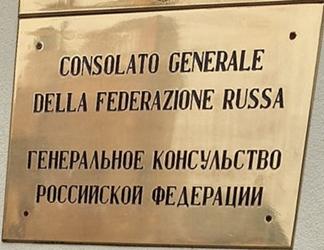 CONSOLATO GENERALE
DELLA FEDERAZIONE RUSSA
ГЕНЕРАЛЬНОЕ КОНСУЛЬСТВО
РОССИЙСКОЙ ФЕДЕРАЦИИ